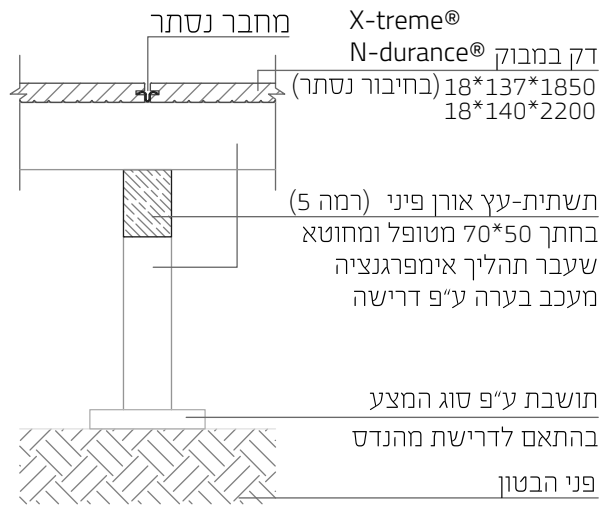 מחבר נסתר
X-treme®
דק במבוק N-durance®
18*137*1850 (בחיבור נסתר)
18*140*2200
תשתית-עץ אורן פיני (רמה 5)
בחתך 50*70 מטופל ומחוטא
שעבר תהליך אימפרגנציה
מעכב בערה ע״פ דרישה
תושבת ע״פ סוג המצע
בהתאם לדרישת מהנדס
פני הבטון